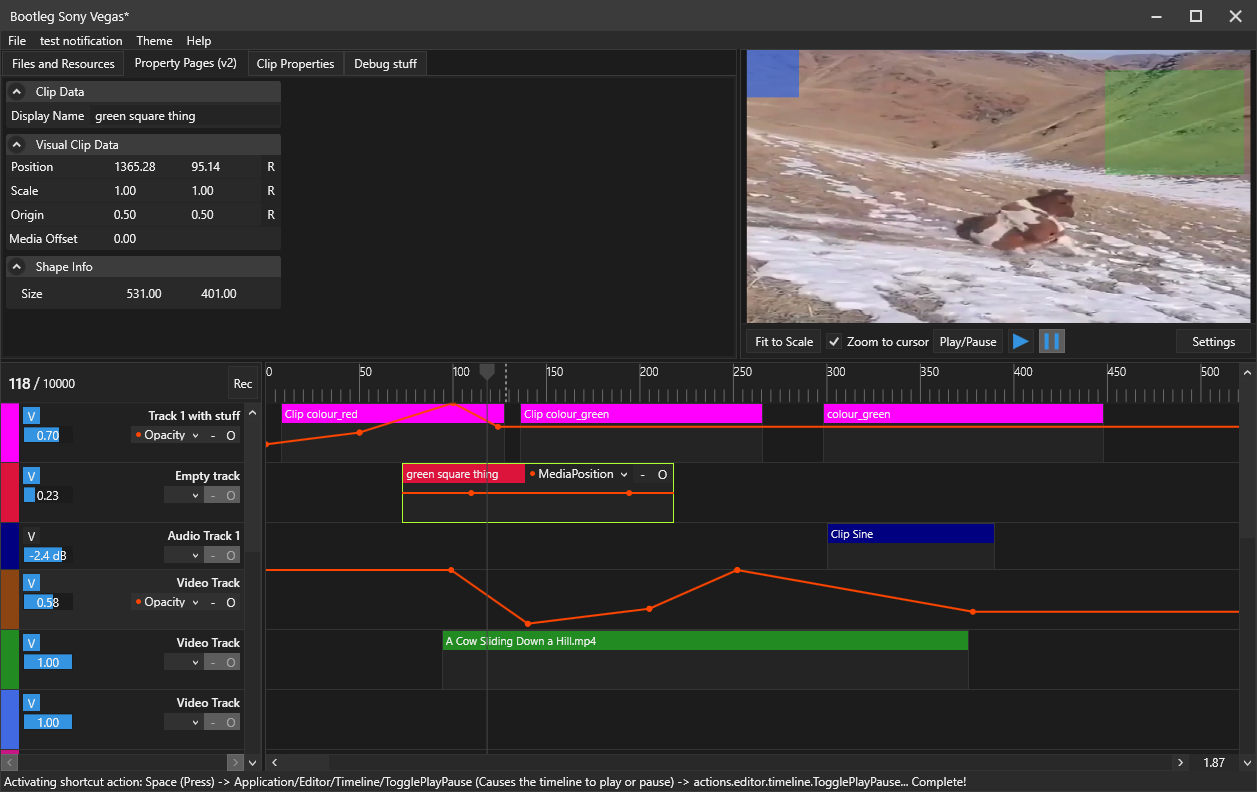 Bootleg Sony Vegas*
File test notification Theme Help
Files and Resources Property Pages (v2) Clip Properties Debug stuff
Clip Data
Display Name green square thing
Visual Clip Data
Position 1365.28 95.14 R
Scale 1.00 1.00 R
Origin 0.50 0.50 R
Media Offset 0.00
Shape Info
Size 531.00 401.00
Fit to Scale Zoom to cursor Play/Pause Settings
118 / 10000 Rec
0 50 100 150 200 250 300 350 400 450 500
V Track 1 with stuff
0.70 Opacity - O
Clip colour_red Clip colour_green colour_green
V Empty track
0.23 - O
green square thing MediaPosition - O
V Audio Track 1
-2.4 dB - O
Clip Sine
V Video Track
0.58 Opacity - O
V Video Track
1.00 - O
A Cow Sliding Down a Hill.mp4
V Video Track
1.00 - O
1.87
Activating shortcut action: Space (Press) -> Application/Editor/Timeline/TogglePlayPause (Causes the timeline to play or pause) -> actions.editor.timeline.TogglePlayPause... Complete!